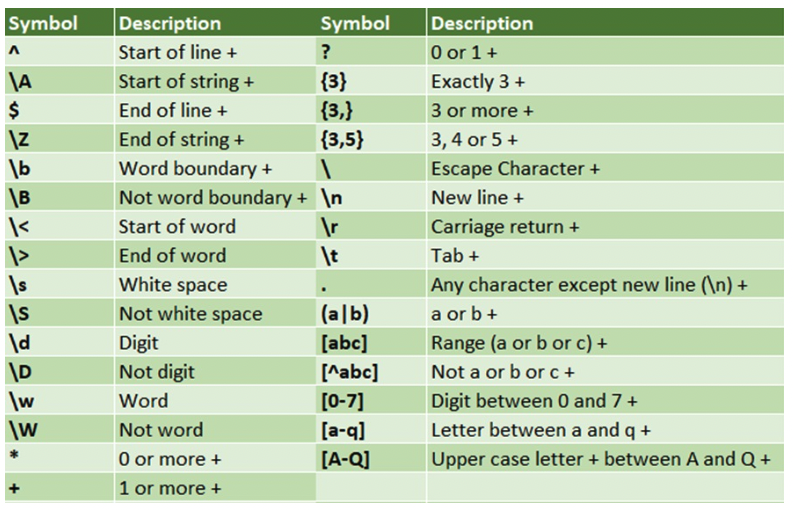 Symbol Description Symbol Description
^ Start of line + ? 0 or 1 +
\A Start of string + {3} Exactly 3 +
$ End of line + {3,} 3 or more +
\Z End of string + {3,5} 3, 4 or 5 +
\b Word boundary + \ Escape Character +
\B Not word boundary + \n New line +
\< Start of word \r Carriage return +
\> End of word \t Tab +
\s White space . Any character except new line (\n) +
\S Not white space (a|b) a or b +
\d Digit [abc] Range (a or b or c) +
\D Not digit [^abc] Not a or b or c +
\w Word [0-7] Digit between 0 and 7 +
\W Not word [a-q] Letter between a and q +
* 0 or more + [A-Q] Upper case letter + between A and Q +
+ 1 or more +